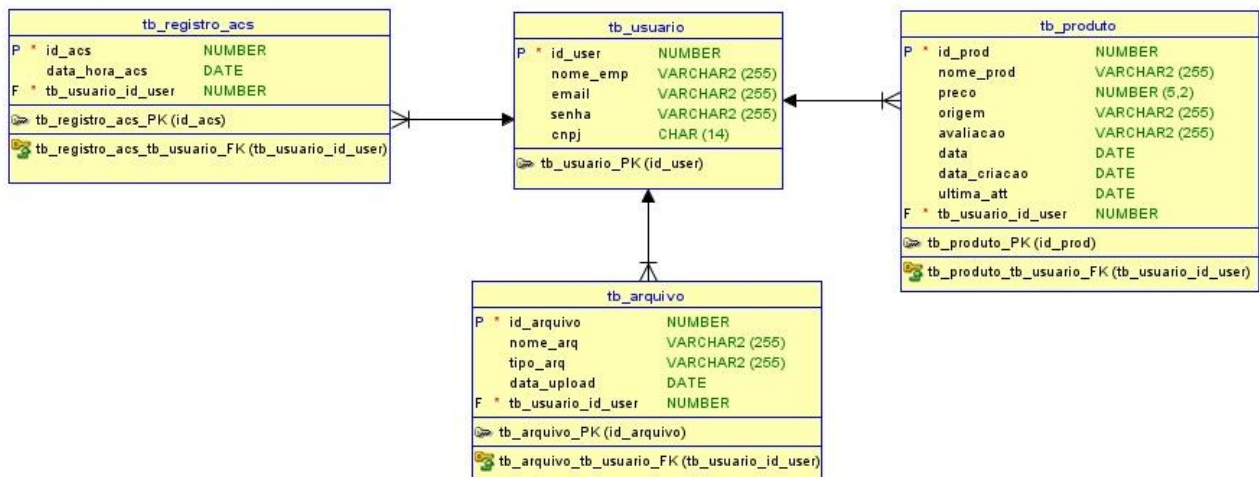 tb_registro_acs
P * id_acs NUMBER
data_hora_acs DATE
F * tb_usuario_id_user NUMBER
tb_registro_acs_PK (id_acs)
tb_registro_acs_tb_usuario_FK (tb_usuario_id_user)
tb_usuario
P * id_user NUMBER
nome_emp VARCHAR2 (255)
email VARCHAR2 (255)
senha VARCHAR2 (255)
cnpj CHAR (14)
tb_usuario_PK (id_user)
tb_produto
P * id_prod NUMBER
nome_prod VARCHAR2 (255)
preco NUMBER (5,2)
origem VARCHAR2 (255)
avaliacao VARCHAR2 (255)
data DATE
data_criacao DATE
ultima_att DATE
F * tb_usuario_id_user NUMBER
tb_produto_PK (id_prod)
tb_produto_tb_usuario_FK (tb_usuario_id_user)
tb_arquivo
P * id_arquivo NUMBER
nome_arq VARCHAR2 (255)
tipo_arq VARCHAR2 (255)
data_upload DATE
F * tb_usuario_id_user NUMBER
tb_arquivo_PK (id_arquivo)
tb_arquivo_tb_usuario_FK (tb_usuario_id_user)